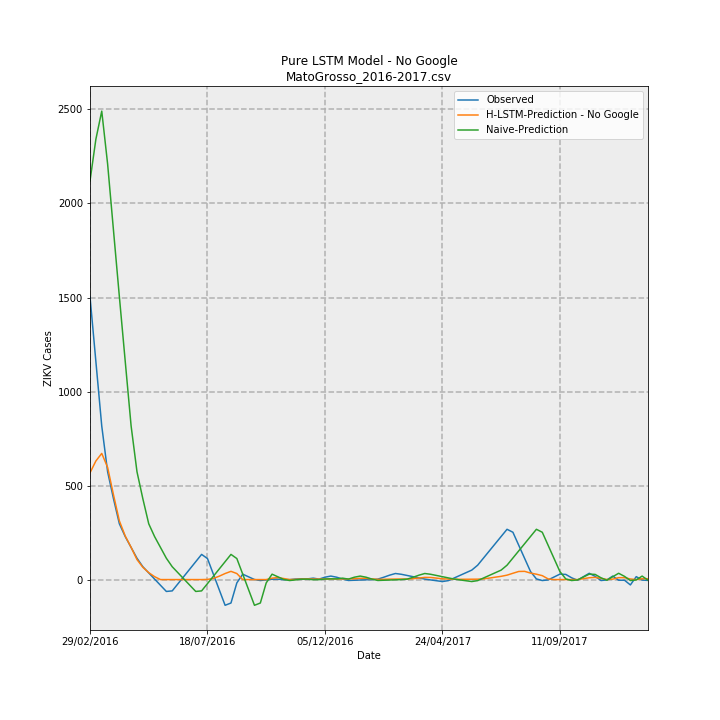 Pure LSTM Model - No Google
MatoGrosso_2016-2017.csv
Observed
H-LSTM-Prediction - No Google
Naive-Prediction
2500
2000
1500
1000
500
0
ZIKV Cases
29/02/2016
18/07/2016
05/12/2016
24/04/2017
11/09/2017
Date